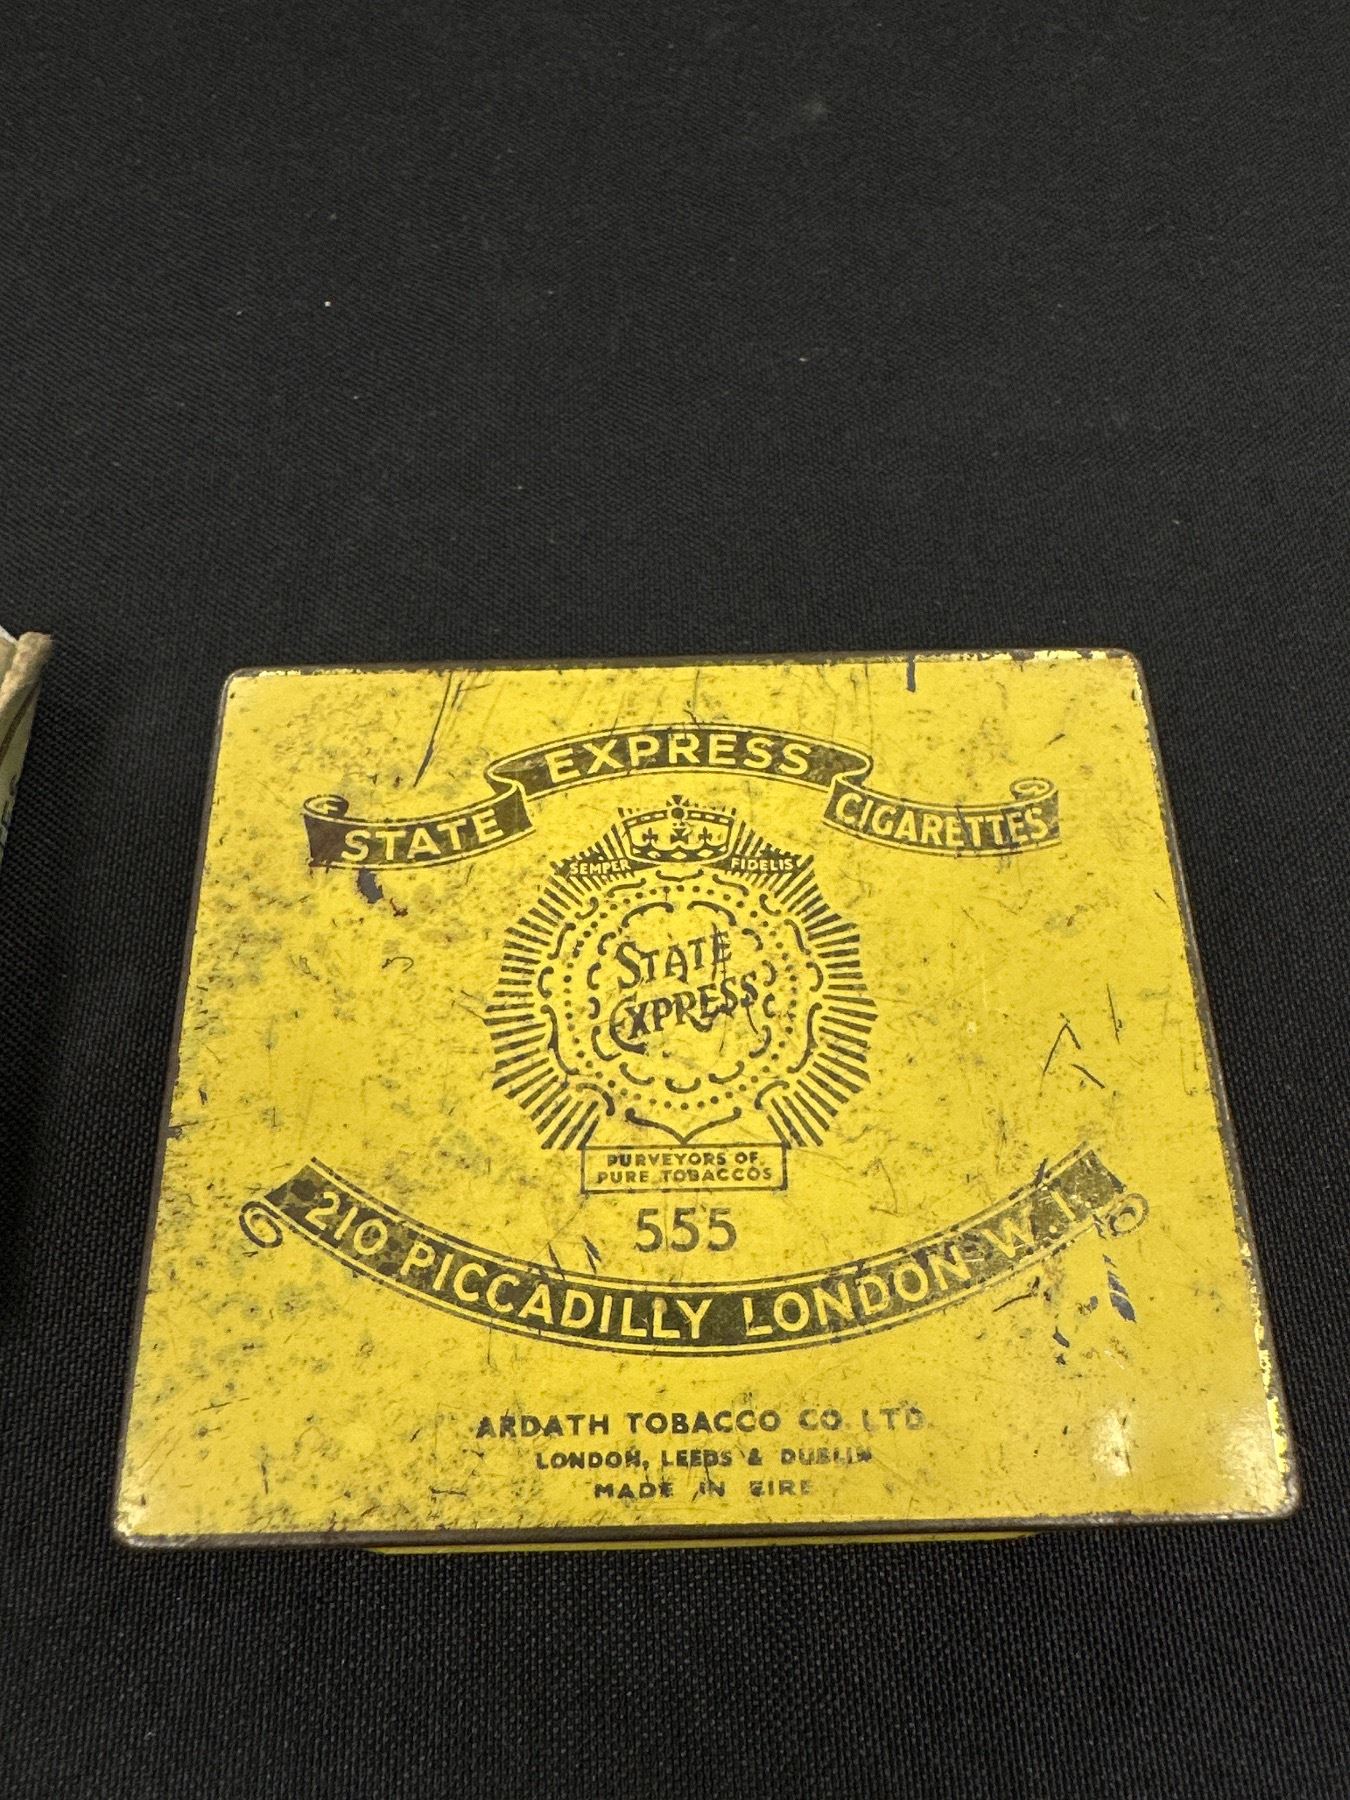 STATE EXPRESS CIGARETTES
SEMPER FIDELIS
STATE
EXPRESS
PURVEYORS OF
PURE TOBACCOS
555
210 PICCADILLY LONDON W.1.
ARDATH TOBACCO CO. LTD.
LONDON, LEEDS & DUBLIN
MADE IN EIRE